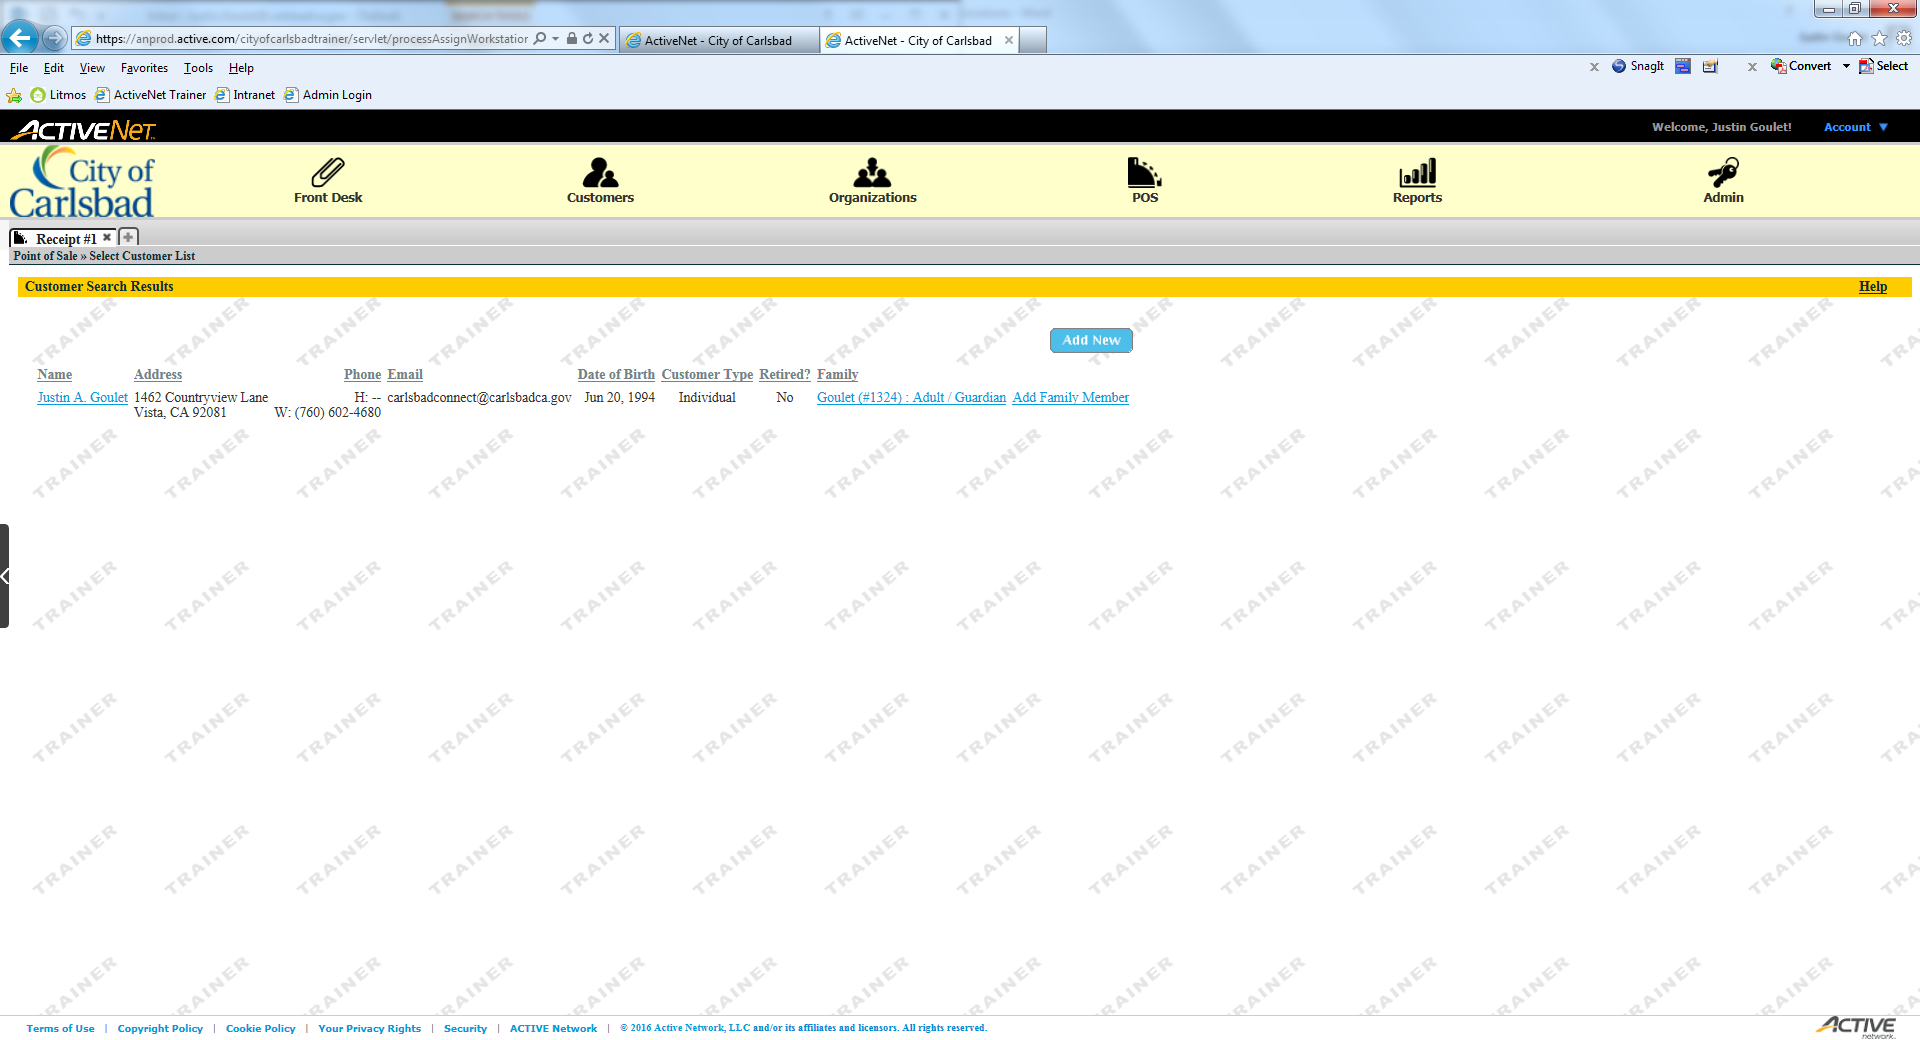 https://anprod.active.com/cityofcarlsbadtrainer/servlet/processAssignWorkstation
ActiveNet - City of Carlsbad
ActiveNet - City of Carlsbad
File Edit View Favorites Tools Help
x SnagIt x Convert Select
Litmos ActiveNet Trainer Intranet Admin Login
ACTIVENet
Welcome, Justin Goulet! Account
City of Carlsbad
Front Desk Customers Organizations POS Reports Admin
Receipt #1
Point of Sale » Select Customer List
Customer Search Results Help
Add New
Name Address Phone Email Date of Birth Customer Type Retired? Family
Justin A. Goulet 1462 Countryview Lane H: -- carlsbadconnect@carlsbadca.gov Jun 20, 1994 Individual No Goulet (#1324) : Adult / Guardian Add Family Member
Vista, CA 92081 W: (760) 602-4680
TRAINER
Terms of Use | Copyright Policy | Cookie Policy | Your Privacy Rights | Security | ACTIVE Network | © 2016 Active Network, LLC and/or its affiliates and licensors. All rights reserved.
ACTIVE network